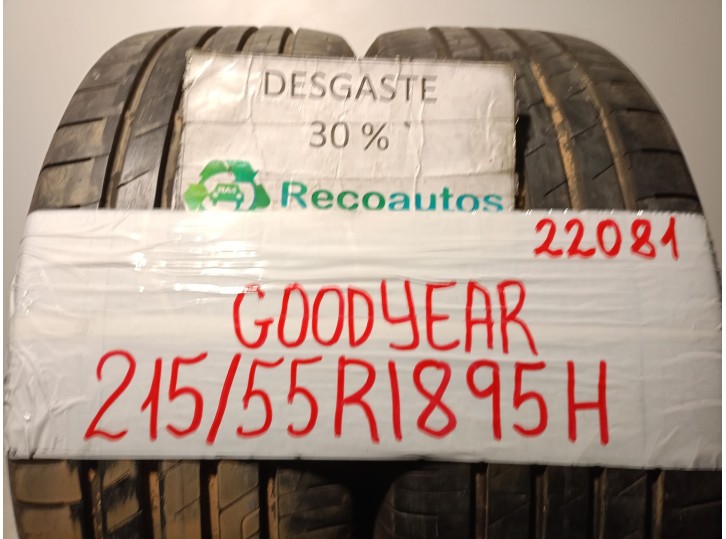 DESGASTE
30 %
Recoautos
22081
GOODYEAR
215/55R1895H